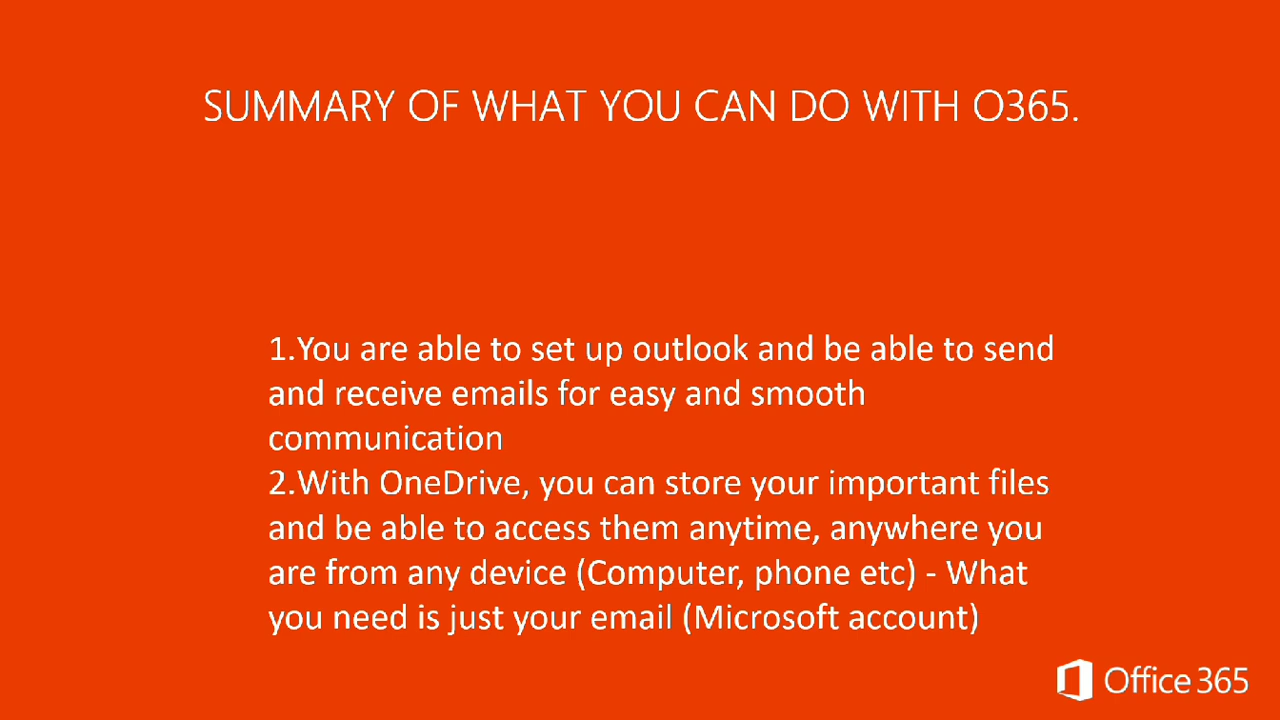 SUMMARY OF WHAT YOU CAN DO WITH O365.
1.You are able to set up outlook and be able to send
and receive emails for easy and smooth
communication
2.With OneDrive, you can store your important files
and be able to access them anytime, anywhere you
are from any device (Computer, phone etc) - What
you need is just your email (Microsoft account)
Office 365